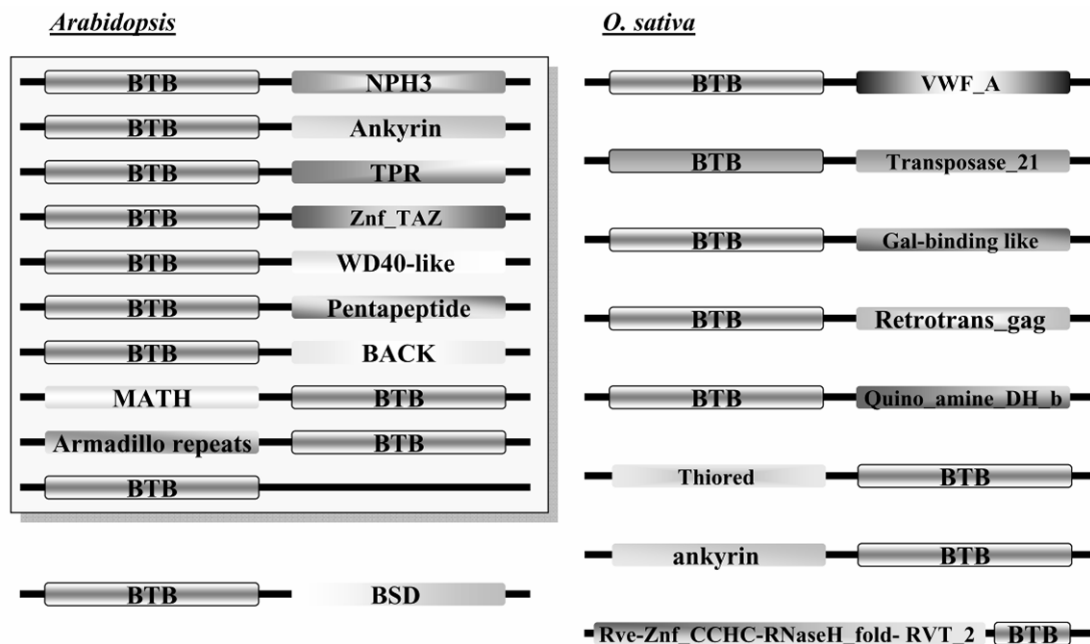 Arabidopsis
BTB NPH3
BTB Ankyrin
BTB TPR
BTB Znf_TAZ
BTB WD40-like
BTB Pentapeptide
BTB BACK
MATH BTB
Armadillo repeats BTB
BTB
BTB BSD
O. sativa
BTB VWF_A
BTB Transposase_21
BTB Gal-binding like
BTB Retrotrans_gag
BTB Quino_amine_DH_b
Thiored BTB
ankyrin BTB
Rve-Znf_CCHC-RNaseH_fold- RVT_2 BTB